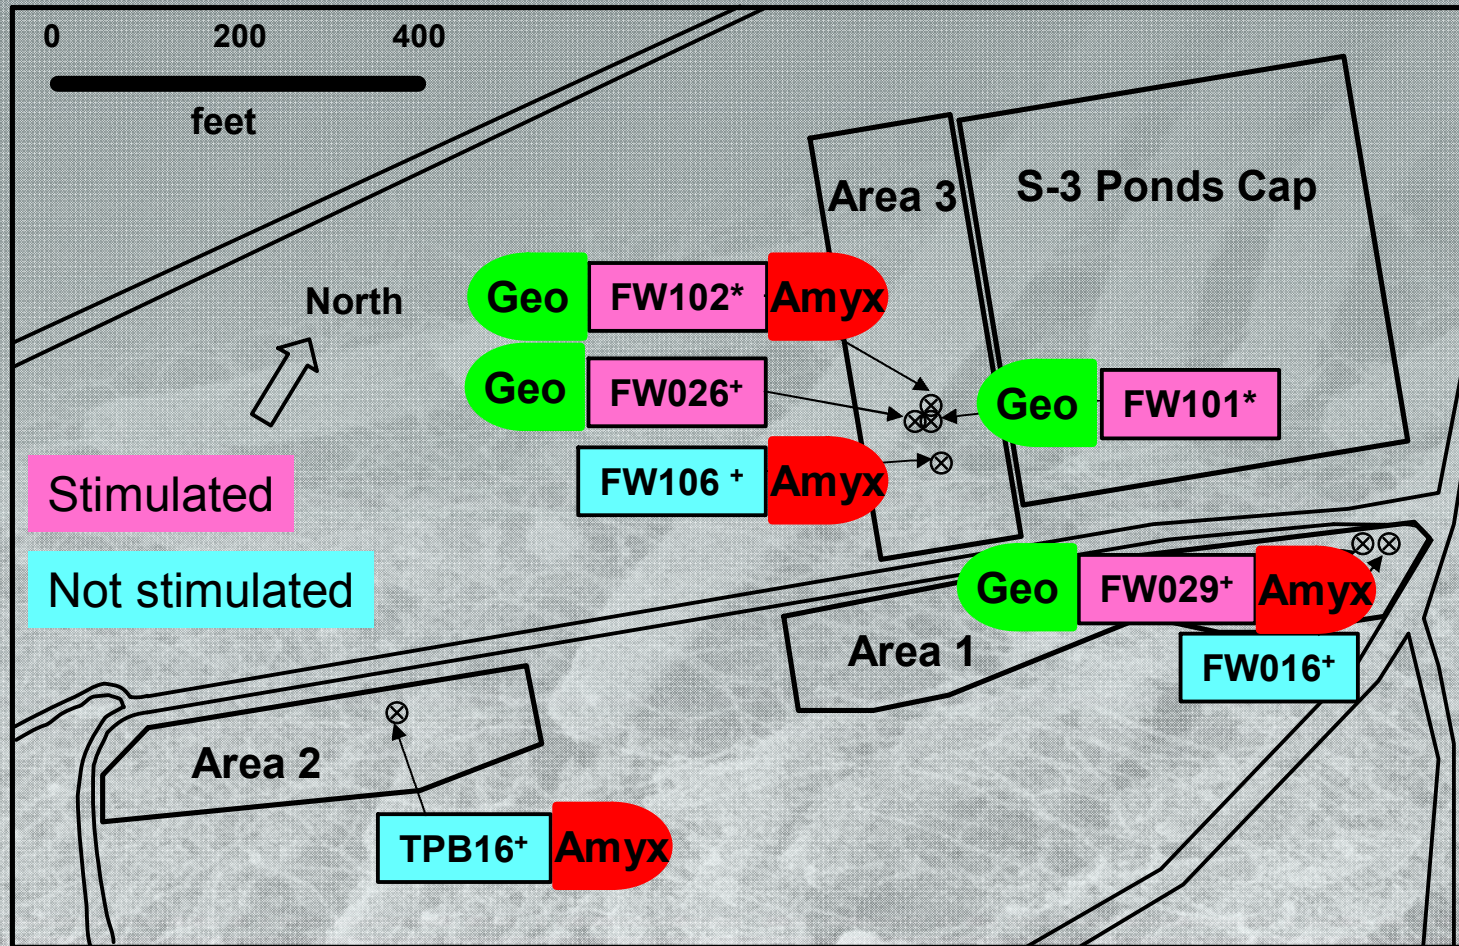 0 200 400
feet
Area 3
S-3 Ponds Cap
North
Geo FW102* Amyx
Geo FW026⁺
Geo FW101*
FW106 ⁺ Amyx
Stimulated
Not stimulated
Geo FW029⁺ Amyx
Area 1
FW016⁺
Area 2
TPB16⁺ Amyx